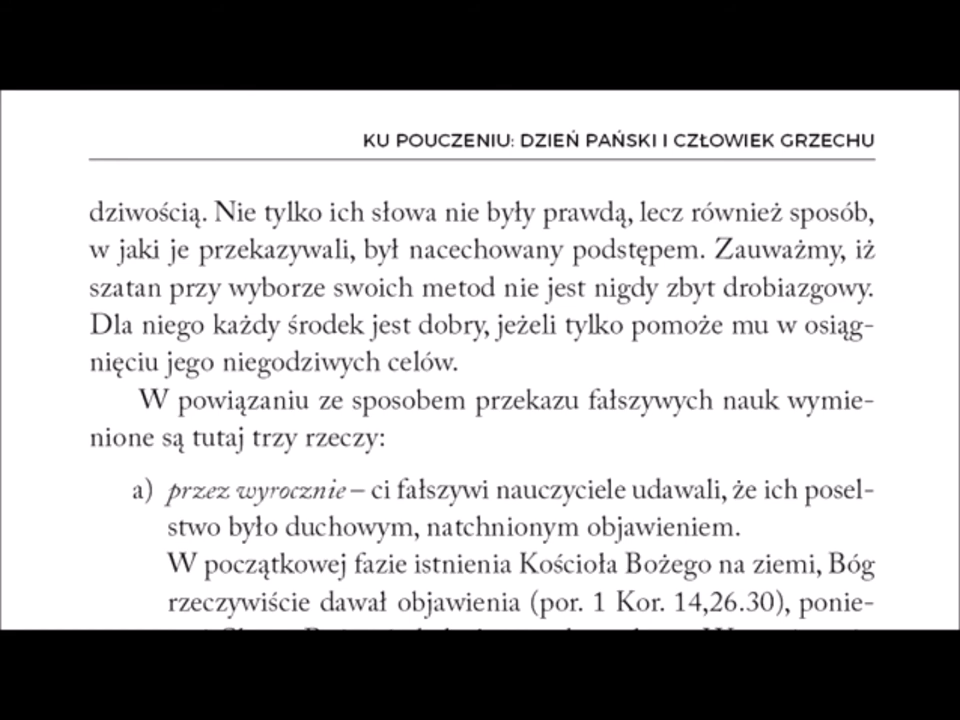 KU POUCZENIU: DZIEŃ PAŃSKI I CZŁOWIEK GRZECHU
dziwością. Nie tylko ich słowa nie były prawdą, lecz również sposób,
w jaki je przekazywali, był nacechowany podstępem. Zauważmy, iż
szatan przy wyborze swoich metod nie jest nigdy zbyt drobiazgowy.
Dla niego każdy środek jest dobry, jeżeli tylko pomoże mu w osiąg-
nięciu jego niegodziwych celów.
W powiązaniu ze sposobem przekazu fałszywych nauk wymie-
nione są tutaj trzy rzeczy:
a) przez wyrocznie – ci fałszywi nauczyciele udawali, że ich posel-
stwo było duchowym, natchnionym objawieniem.
W początkowej fazie istnienia Kościoła Bożego na ziemi, Bóg
rzeczywiście dawał objawienia (por. 1 Kor. 14,26.30), ponie-